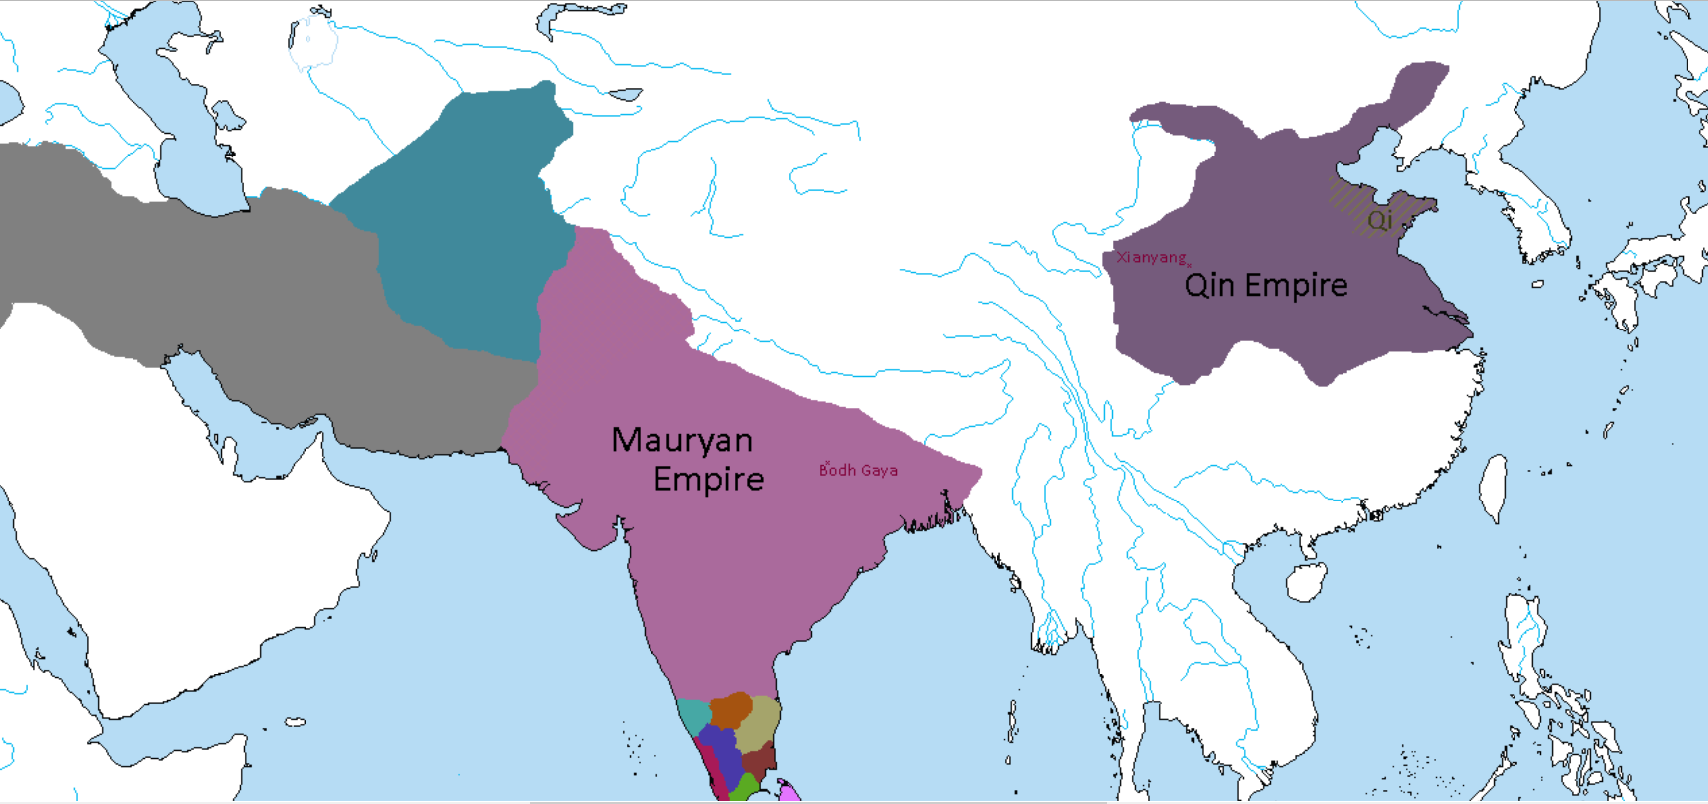 Qi
Xianyang
Qin Empire
Mauryan
Empire
Bodh Gaya